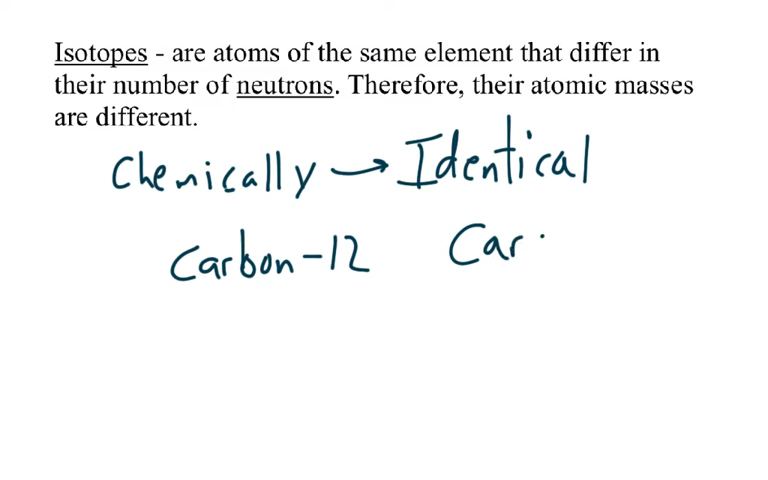 Isotopes - are atoms of the same element that differ in
their number of neutrons. Therefore, their atomic masses
are different.
Chemically → Identical
Carbon-12 Car